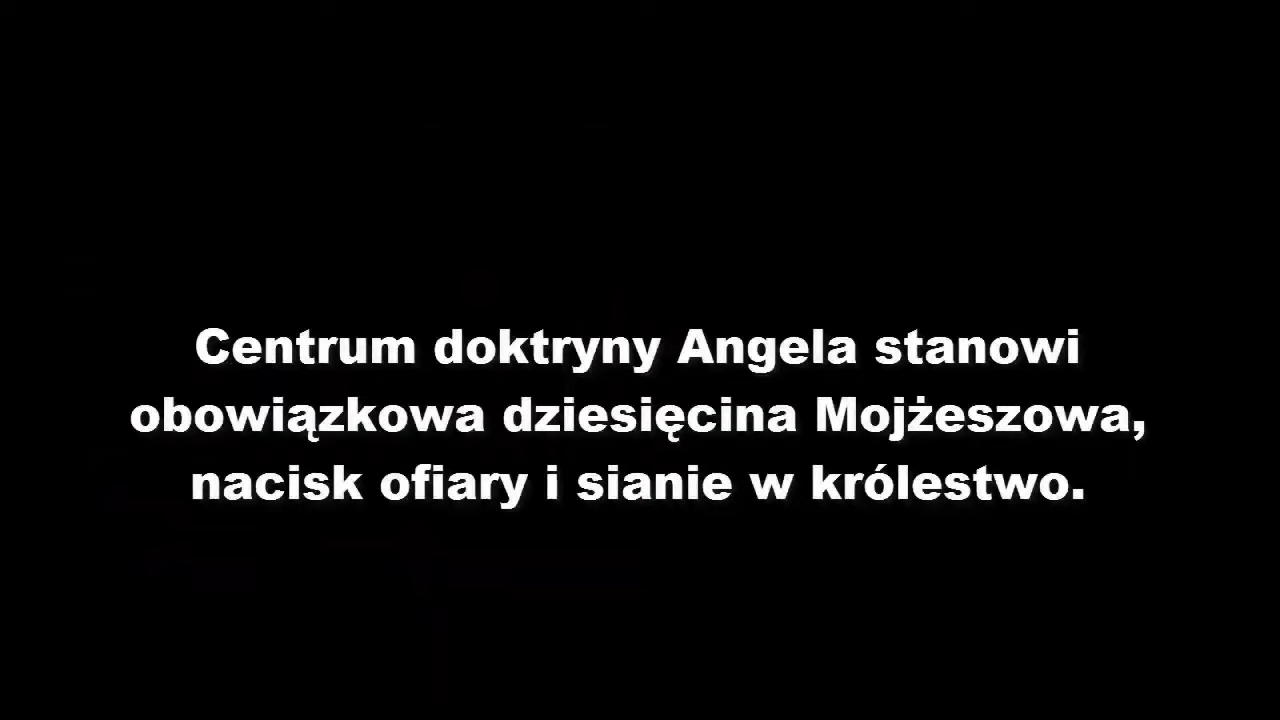 Centrum doktryny Angela stanowi
obowiązkowa dziesięcina Mojżeszowa,
nacisk ofiary i sianie w królestwo.